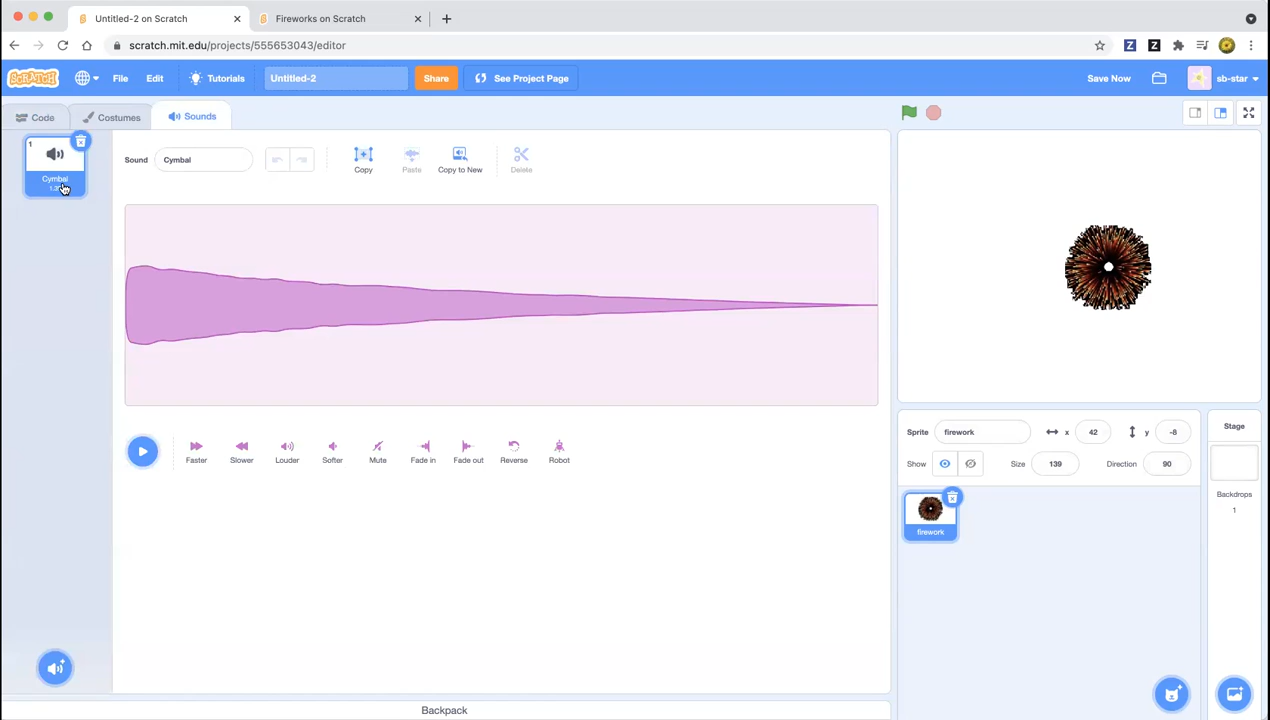 Untitled-2 on Scratch
Fireworks on Scratch
scratch.mit.edu/projects/555653043/editor
SCRATCH
File
Edit
Tutorials
Untitled-2
Share
See Project Page
Save Now
sb-star
Code
Costumes
Sounds
1
Cymbal
Sound
Cymbal
Copy
Paste
Copy to New
Delete
Faster
Slower
Louder
Softer
Mute
Fade in
Fade out
Reverse
Robot
Sprite
firework
x
42
y
-8
Show
Size
139
Direction
90
firework
Stage
Backdrops
1
Backpack